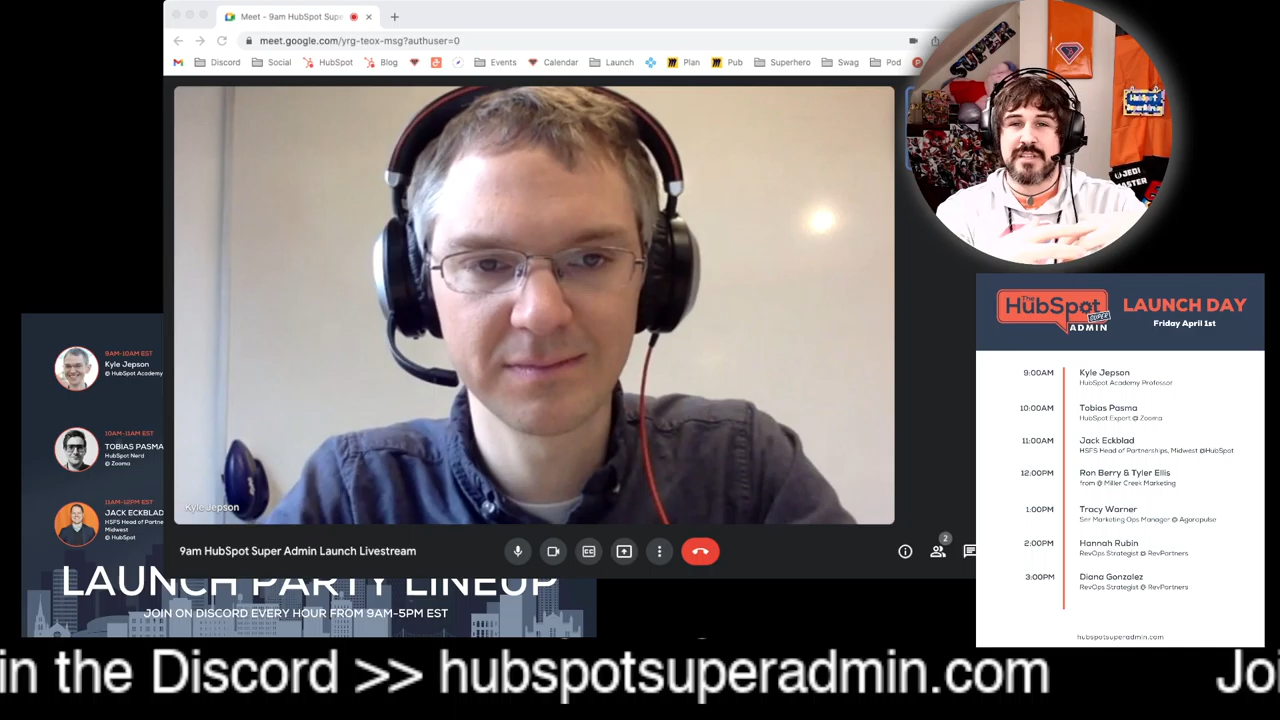 Meet - 9am HubSpot Supe
meet.google.com/yrg-teox-msg?authuser=0
Discord
Social
HubSpot
Blog
Events
Calendar
Launch
Plan
Pub
Superhero
Swag
Pod
P
HubSpot
JEDI
MASTER
Kyle Jepson
9am HubSpot Super Admin Launch Livestream
CC
2
9AM-10AM EST
Kyle Jepson
@ HubSpot Academy
10AM-11AM EST
TOBIAS PASMA
HubSpot Nerd
@ Zooma
11AM-12PM EST
JACK ECKBLAD
HSFS Head of Partne
Midwest
@ HubSpot
LAUNCH PARTY LINEUP
JOIN ON DISCORD EVERY HOUR FROM 9AM-5PM EST
The
HubSpot
SUPER
ADMIN
LAUNCH DAY
Friday April 1st
9:00AM Kyle Jepson
HubSpot Academy Professor
10:00AM Tobias Pasma
HubSpot Expert @ Zooma
11:00AM Jack Eckblad
HSFS Head of Partnerships, Midwest @HubSpot
12:00PM Ron Berry & Tyler Ellis
from @ Miller Creek Marketing
1:00PM Tracy Warner
Snr Marketing Ops Manager @ Agorapulse
2:00PM Hannah Rubin
RevOps Strategist @ RevPartners
3:00PM Diana Gonzalez
RevOps Strategist @ RevPartners
hubspotsuperadmin.com
in the Discord >> hubspotsuperadmin.com Joi